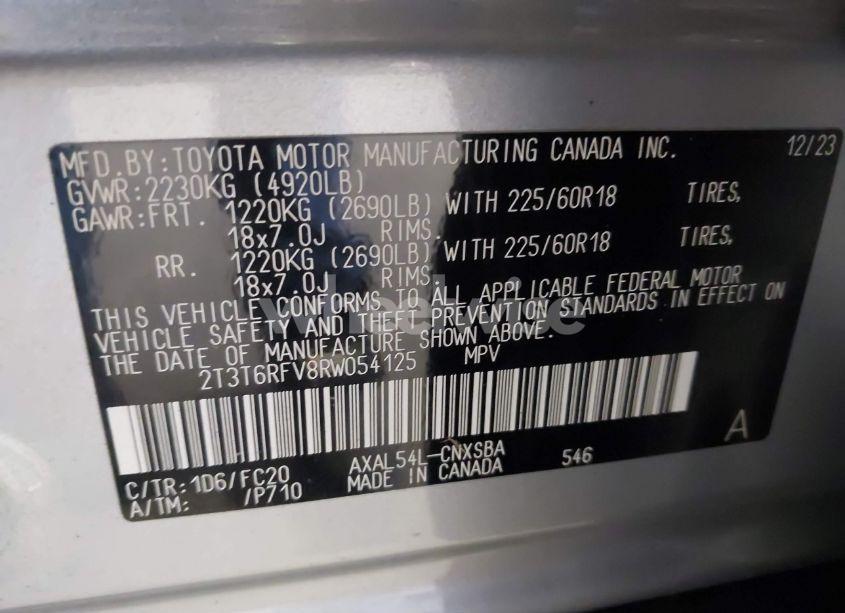 MFD.BY:TOYOTA MOTOR MANUFACTURING CANADA INC. 12/23
GVWR:2230KG (4920LB)
GAWR:FRT. 1220KG (2690LB) WITH 225/60R18 TIRES,
18x7.0J RIMS,
RR. 1220KG (2690LB) WITH 225/60R18 TIRES,
18x7.0J RIMS.
THIS VEHICLE CONFORMS TO ALL APPLICABLE FEDERAL MOTOR
VEHICLE SAFETY AND THEFT PREVENTION STANDARDS IN EFFECT ON
THE DATE OF MANUFACTURE SHOWN ABOVE.
2T3T6RFV8RW054125 MPV
A
C/TR:1D6/FC20 AXAL54L-CNXSBA 546
A/TM: /P710 MADE IN CANADA